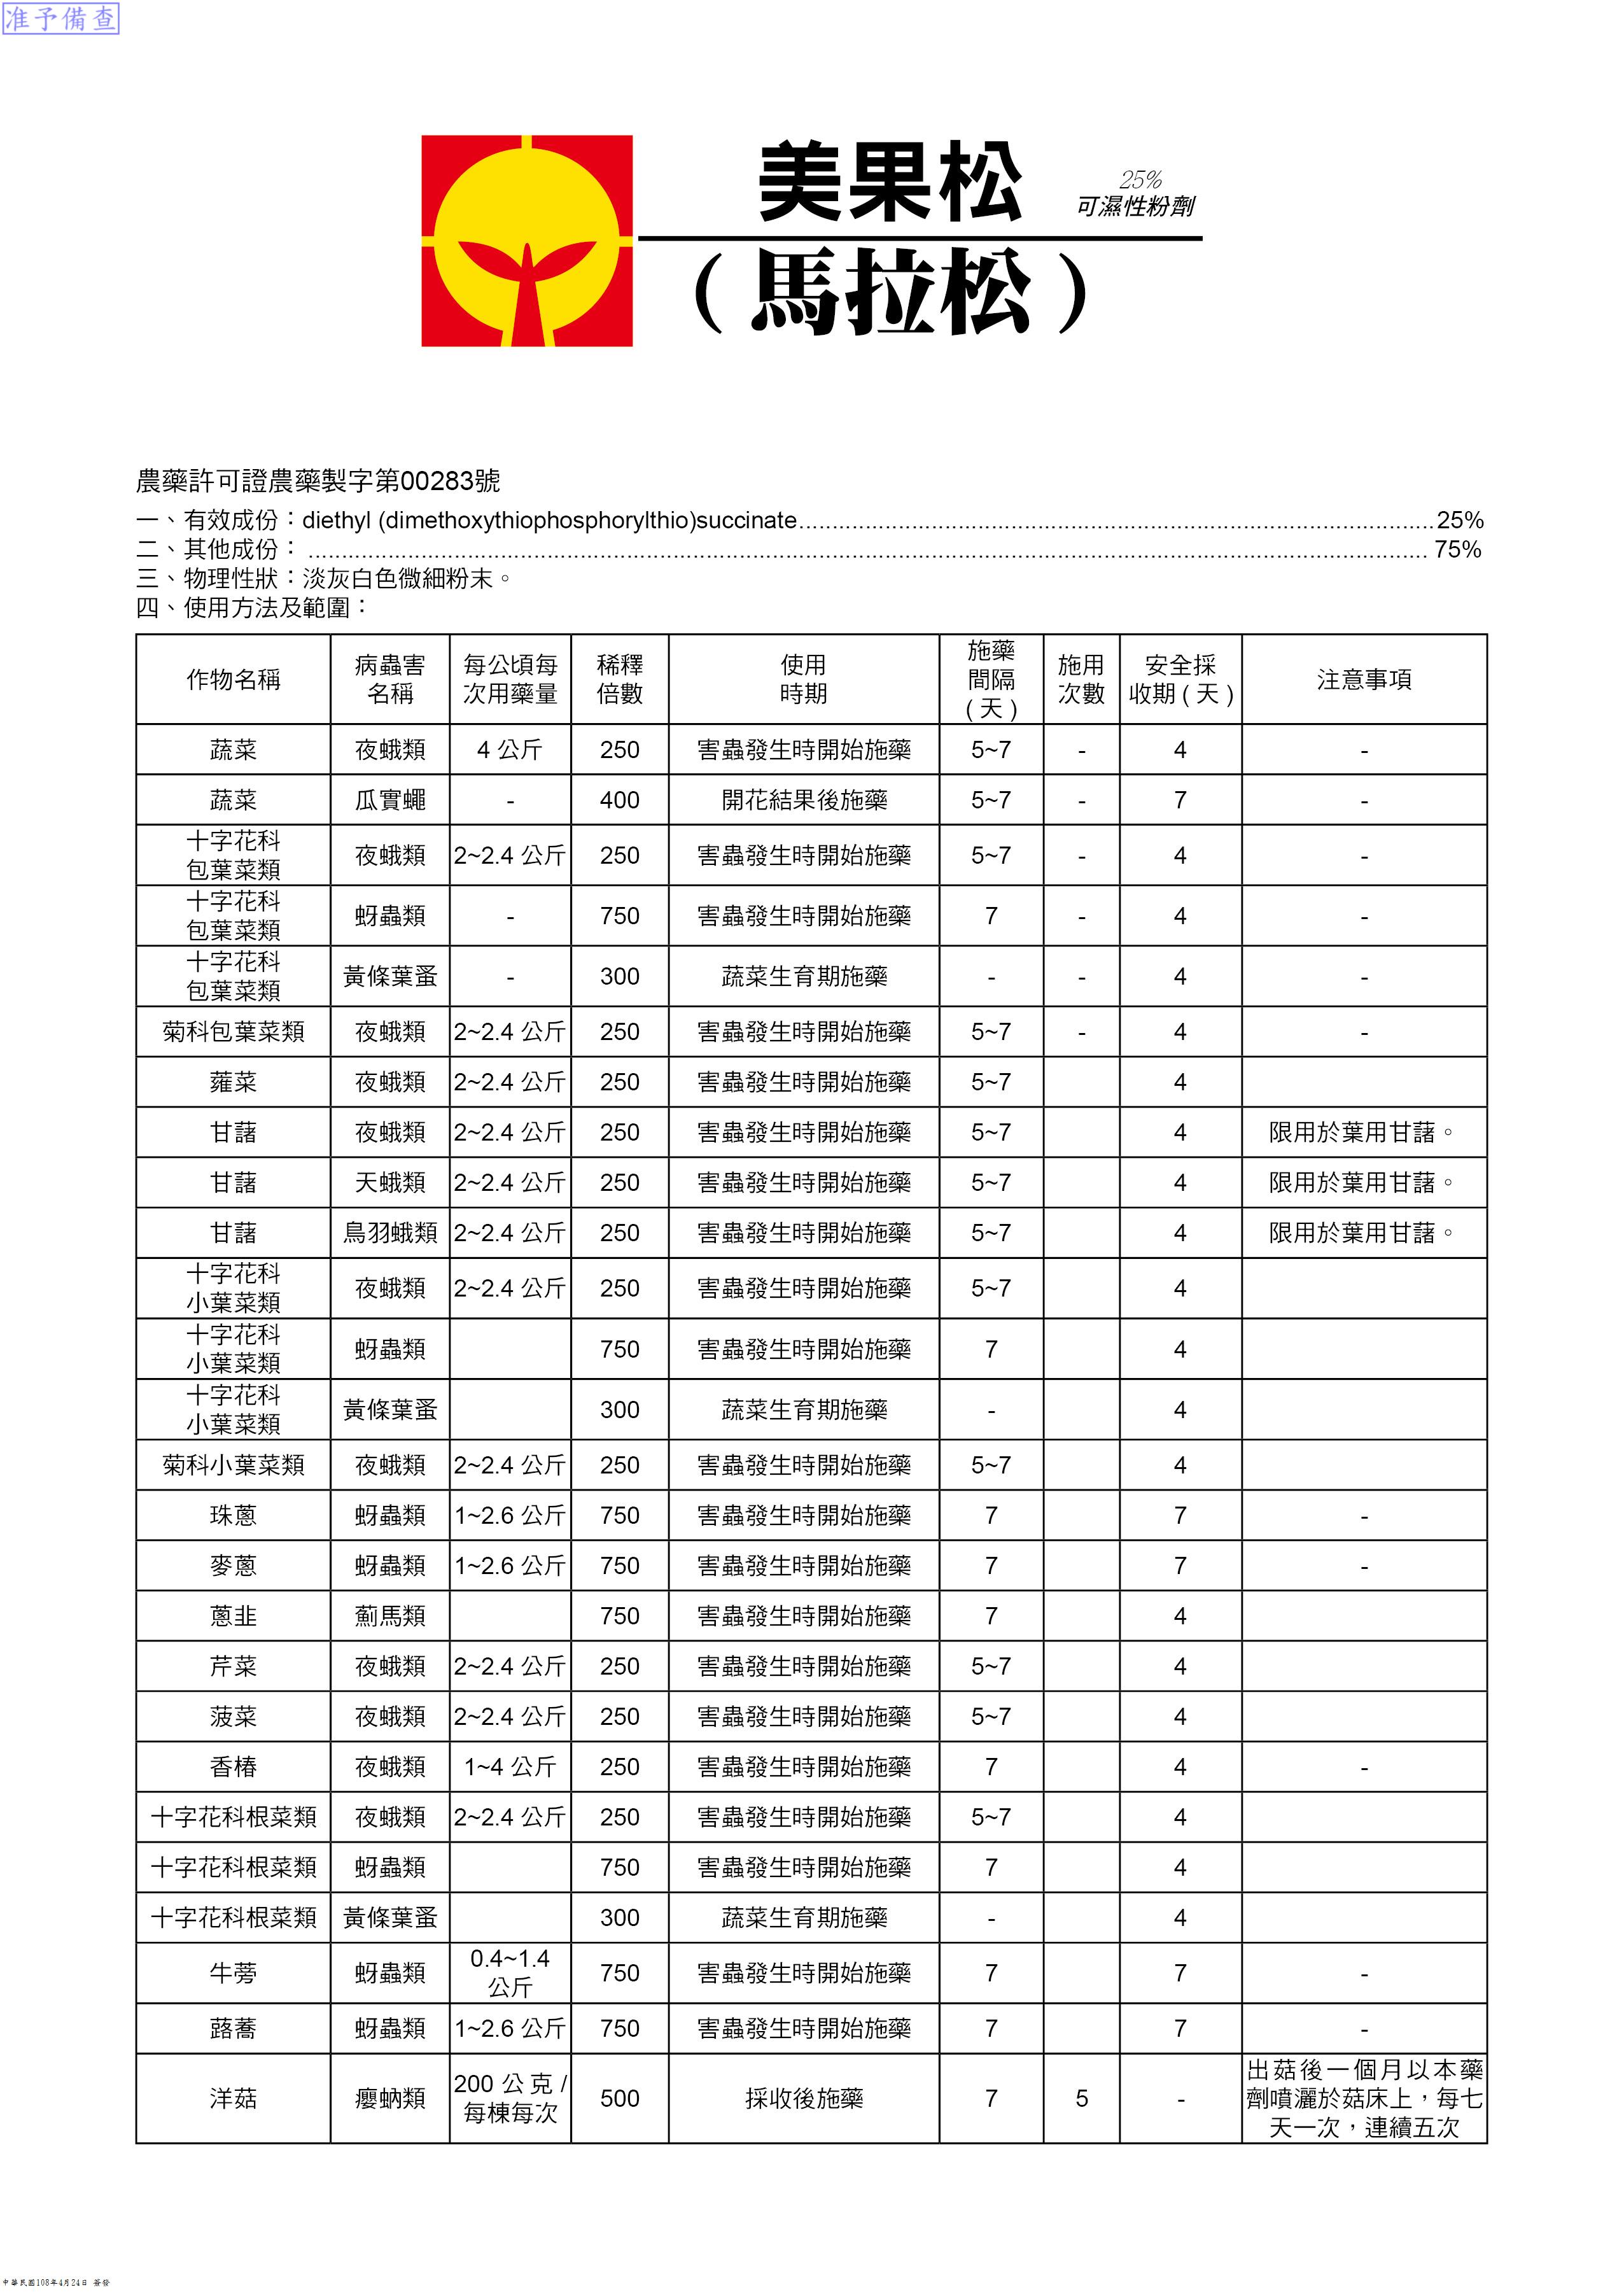 准予備查
美果松
25%
可濕性粉劑
(馬拉松)
農藥許可證農藥製字第00283號
一、有效成份：diethyl (dimethoxythiophosphorylthio)succinate................................................................25%
二、其他成份：................................................................ 75%
三、物理性狀：淡灰白色微細粉末。
四、使用方法及範圍：
作物名稱 病蟲害名稱 每公頃每次用藥量 稀釋倍數 使用時期 施藥間隔(天) 施用次數 安全採收期(天) 注意事項
蔬菜 夜蛾類 4 公斤 250 害蟲發生時開始施藥 5~7 - 4 -
蔬菜 瓜實蠅 - 400 開花結果後施藥 5~7 - 7 -
十字花科包葉菜類 夜蛾類 2~2.4 公斤 250 害蟲發生時開始施藥 5~7 - 4 -
十字花科包葉菜類 蚜蟲類 - 750 害蟲發生時開始施藥 7 - 4 -
十字花科包葉菜類 黃條葉蚤 - 300 蔬菜生育期施藥 - - 4 -
菊科包葉菜類 夜蛾類 2~2.4 公斤 250 害蟲發生時開始施藥 5~7 - 4 -
蕹菜 夜蛾類 2~2.4 公斤 250 害蟲發生時開始施藥 5~7 4
甘藷 夜蛾類 2~2.4 公斤 250 害蟲發生時開始施藥 5~7 4 限用於葉用甘藷。
甘藷 天蛾類 2~2.4 公斤 250 害蟲發生時開始施藥 5~7 4 限用於葉用甘藷。
甘藷 鳥羽蛾類 2~2.4 公斤 250 害蟲發生時開始施藥 5~7 4 限用於葉用甘藷。
十字花科小葉菜類 夜蛾類 2~2.4 公斤 250 害蟲發生時開始施藥 5~7 4
十字花科小葉菜類 蚜蟲類 750 害蟲發生時開始施藥 7 4
十字花科小葉菜類 黃條葉蚤 300 蔬菜生育期施藥 - 4
菊科小葉菜類 夜蛾類 2~2.4 公斤 250 害蟲發生時開始施藥 5~7 4
珠蔥 蚜蟲類 1~2.6 公斤 750 害蟲發生時開始施藥 7 7 -
麥蔥 蚜蟲類 1~2.6 公斤 750 害蟲發生時開始施藥 7 7 -
蔥韭 薊馬類 750 害蟲發生時開始施藥 7 4
芹菜 夜蛾類 2~2.4 公斤 250 害蟲發生時開始施藥 5~7 4
菠菜 夜蛾類 2~2.4 公斤 250 害蟲發生時開始施藥 5~7 4
香椿 夜蛾類 1~4 公斤 250 害蟲發生時開始施藥 7 4 -
十字花科根菜類 夜蛾類 2~2.4 公斤 250 害蟲發生時開始施藥 5~7 4
十字花科根菜類 蚜蟲類 750 害蟲發生時開始施藥 7 4
十字花科根菜類 黃條葉蚤 300 蔬菜生育期施藥 - 4
牛蒡 蚜蟲類 0.4~1.4 公斤 750 害蟲發生時開始施藥 7 7 -
蕗蕎 蚜蟲類 1~2.6 公斤 750 害蟲發生時開始施藥 7 7 -
洋菇 癭蚋類 200 公克/每棟每次 500 採收後施藥 7 5 - 出菇後一個月以本藥劑噴灑於菇床上，每七天一次，連續五次
中華民國108年4月24日 簽發